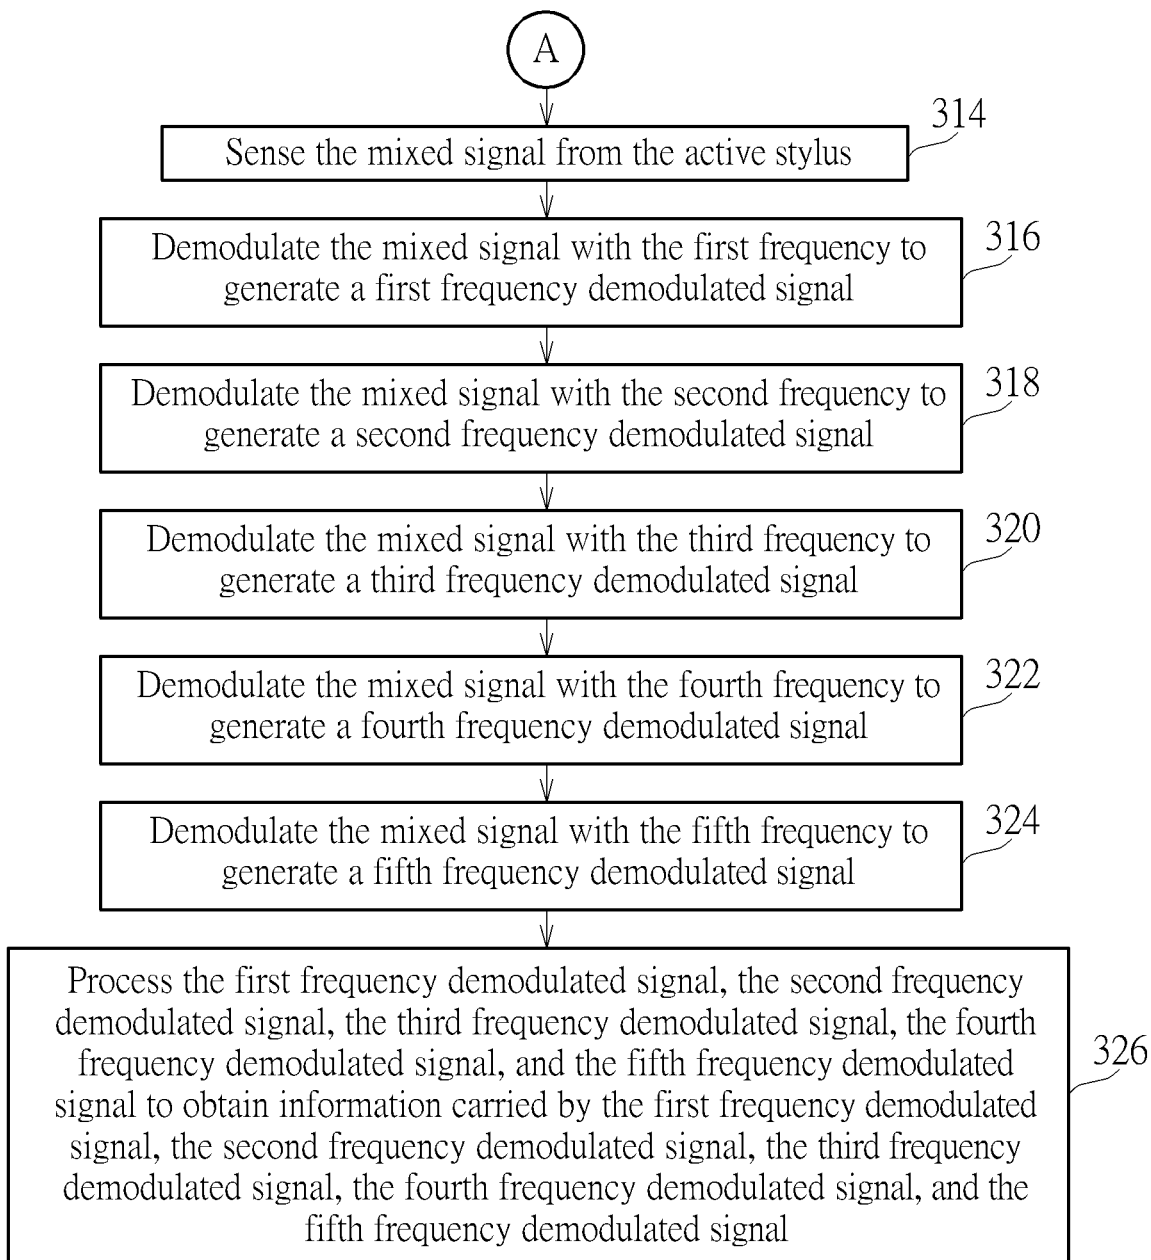 A
314
Sense the mixed signal from the active stylus
316
Demodulate the mixed signal with the first frequency to
generate a first frequency demodulated signal
318
Demodulate the mixed signal with the second frequency to
generate a second frequency demodulated signal
320
Demodulate the mixed signal with the third frequency to
generate a third frequency demodulated signal
322
Demodulate the mixed signal with the fourth frequency to
generate a fourth frequency demodulated signal
324
Demodulate the mixed signal with the fifth frequency to
generate a fifth frequency demodulated signal
Process the first frequency demodulated signal, the second frequency
demodulated signal, the third frequency demodulated signal, the fourth
frequency demodulated signal, and the fifth frequency demodulated
326
signal to obtain information carried by the first frequency demodulated
signal, the second frequency demodulated signal, the third frequency
demodulated signal, the fourth frequency demodulated signal, and the
fifth frequency demodulated signal